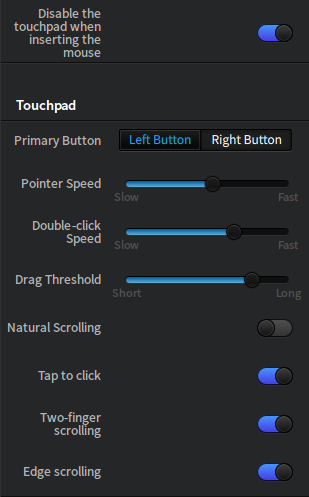 Disable the
touchpad when
inserting the
mouse
Touchpad
Primary Button Left Button Right Button
Pointer Speed
Slow Fast
Double-click
Speed
Slow Fast
Drag Threshold
Short Long
Natural Scrolling
Tap to click
Two-finger
scrolling
Edge scrolling